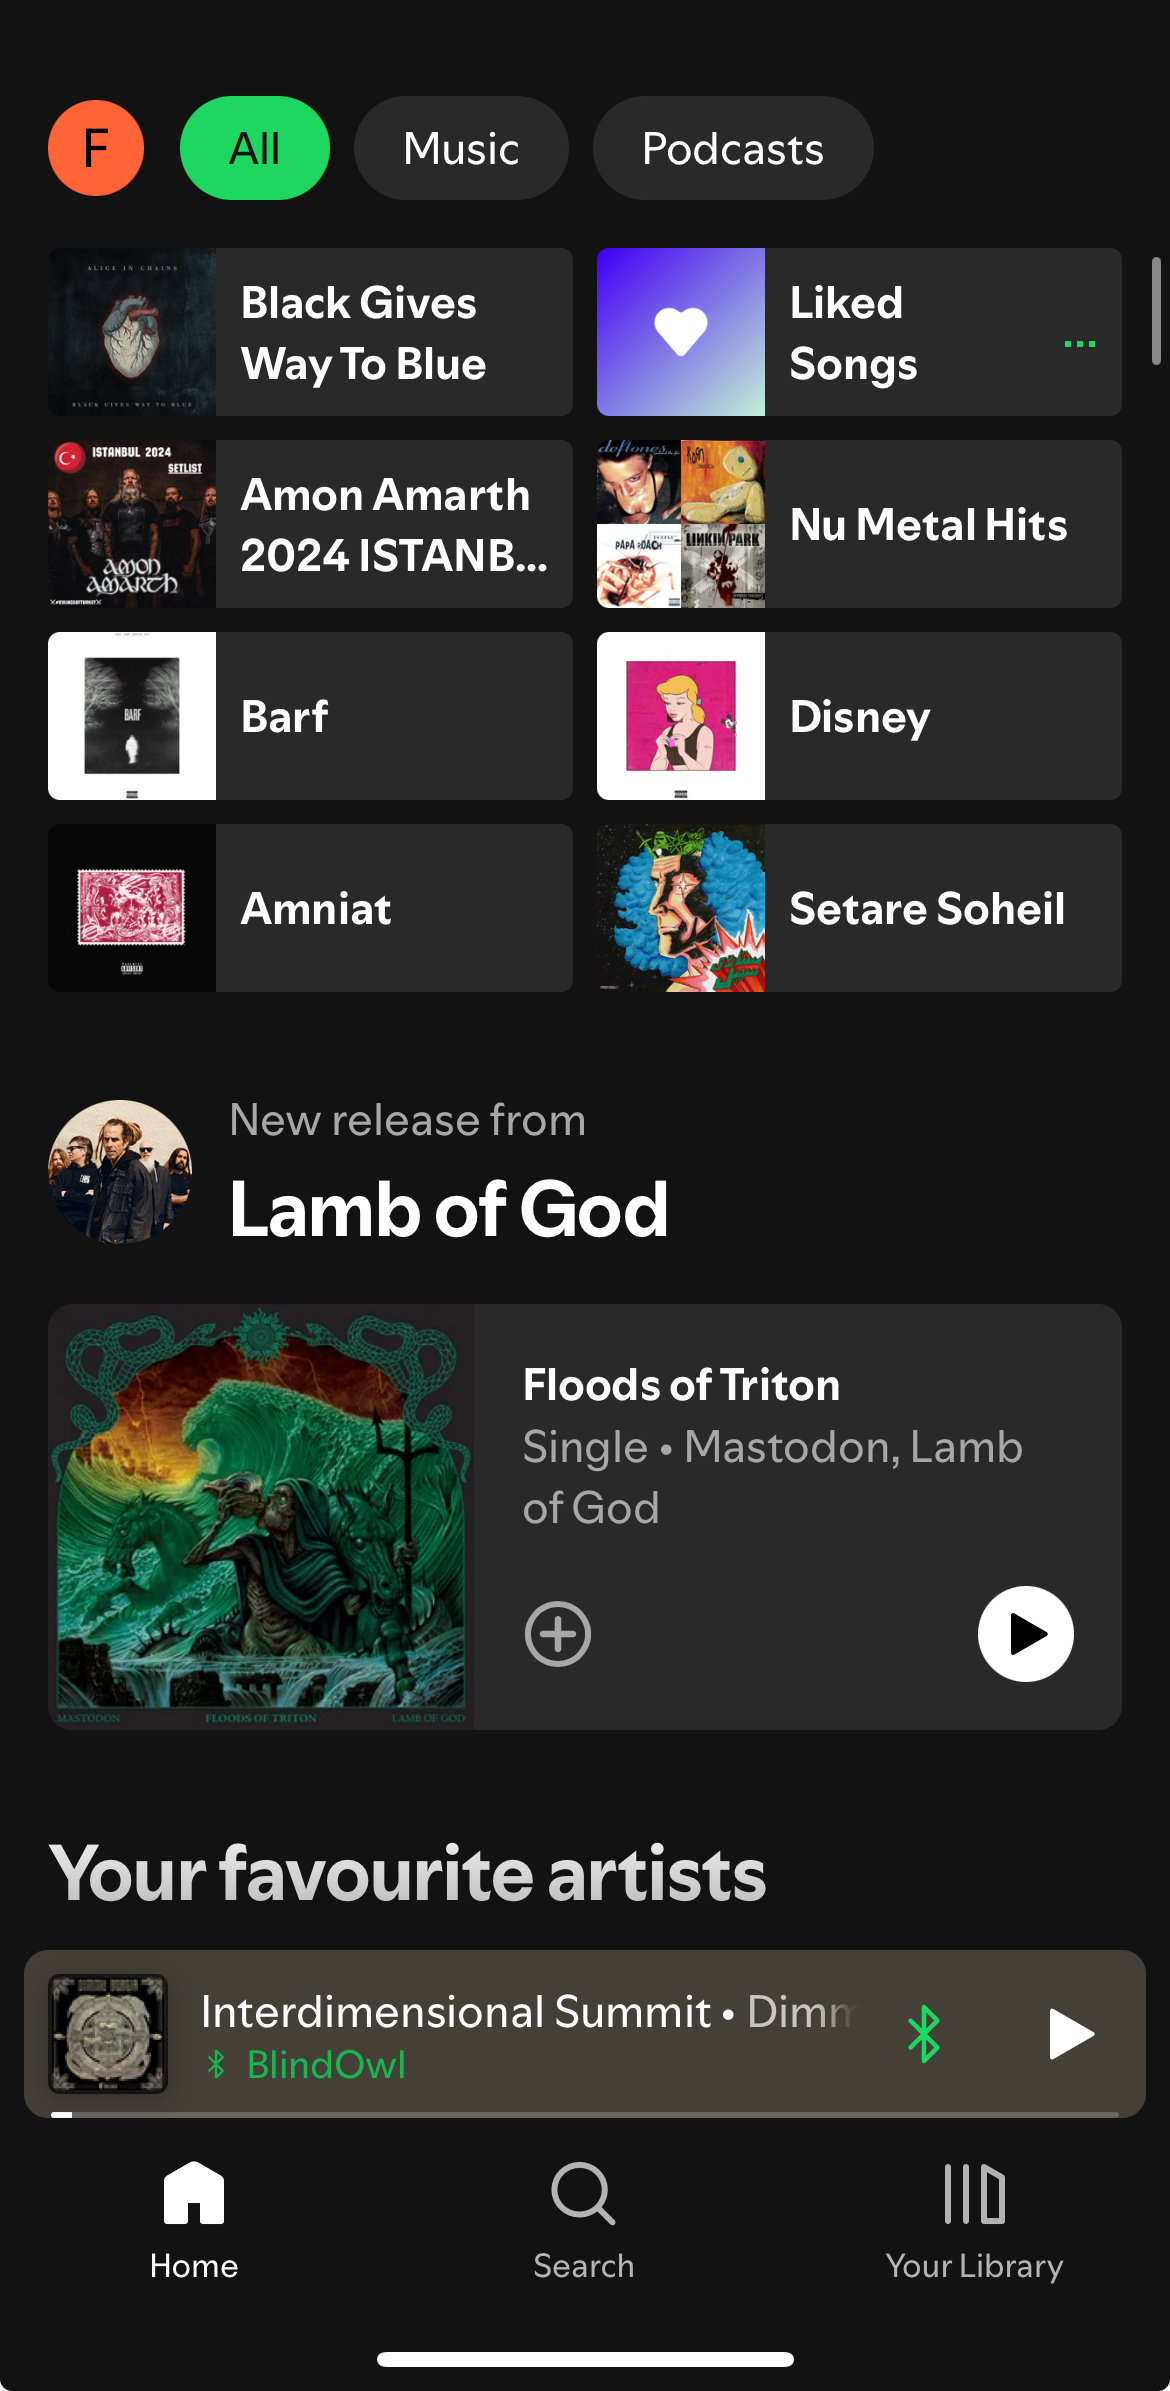 F
All
Music
Podcasts
ALICE IN CHAINS
BLACK GIVES WAY TO BLUE
Black Gives
Way To Blue
Liked
Songs
ISTANBUL 2024
SETLIST
AMON
AMARTH
Amon Amarth
2024 ISTANB...
deftones
Korn
PAPA ROACH
LINKIN PARK
Nu Metal Hits
BARF
Barf
Disney
Amniat
Setare Soheil
New release from
Lamb of God
MASTODON
FLOODS OF TRITON
LAMB OF GOD
Floods of Triton
Single • Mastodon, Lamb
of God
Your favourite artists
Interdimensional Summit • Dimm
BlindOwl
Home
Search
Your Library